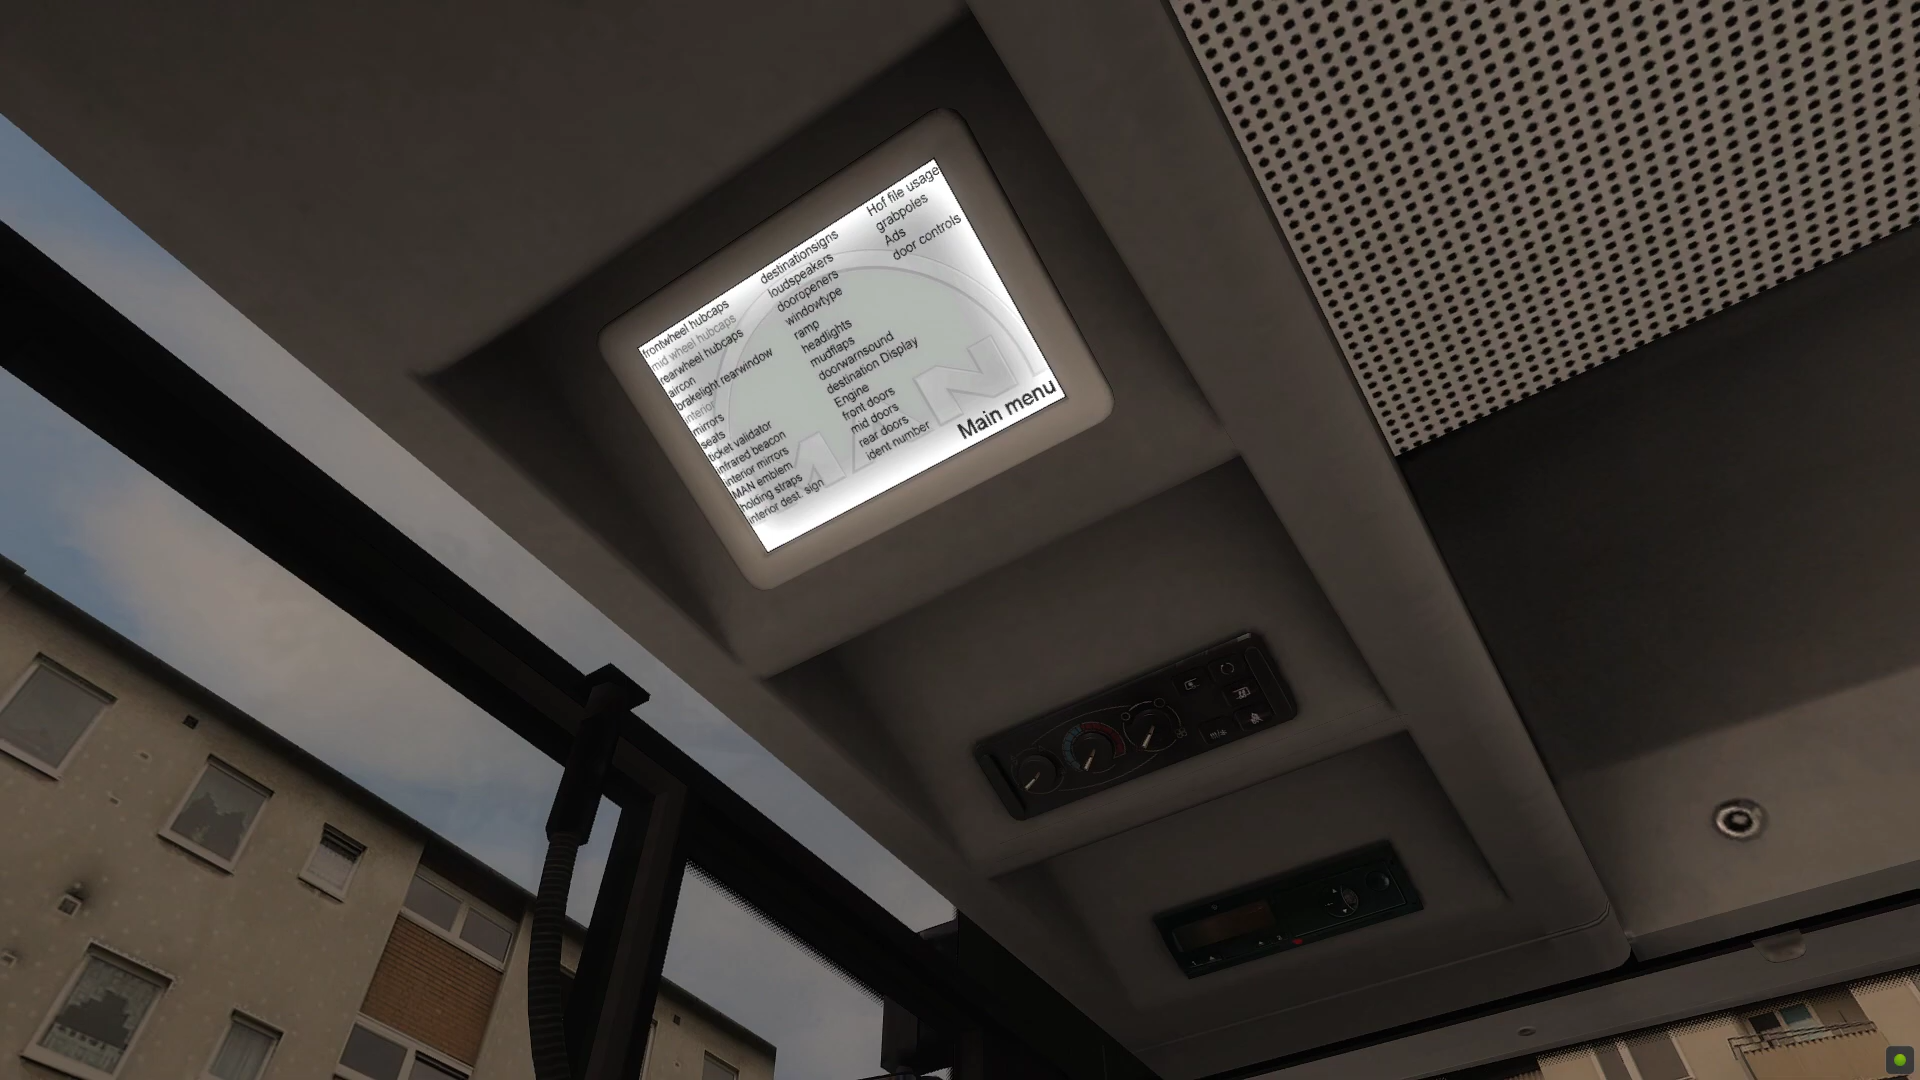 frontwheel hubcaps
mid wheel hubcaps
rearwheel hubcaps
aircon
brakelight rearwindow
interior
mirrors
seats
ticket validator
infrared beacon
interior mirrors
MAN emblem
holding straps
interior dest. sign
destinationsigns
loudspeakers
dooropeners
windowtype
ramp
headlights
mudflaps
doorwarnsound
destination Display
Engine
front doors
mid doors
rear doors
ident number
Hof file usage
grabpoles
Ads
door controls
MAN
Main menu